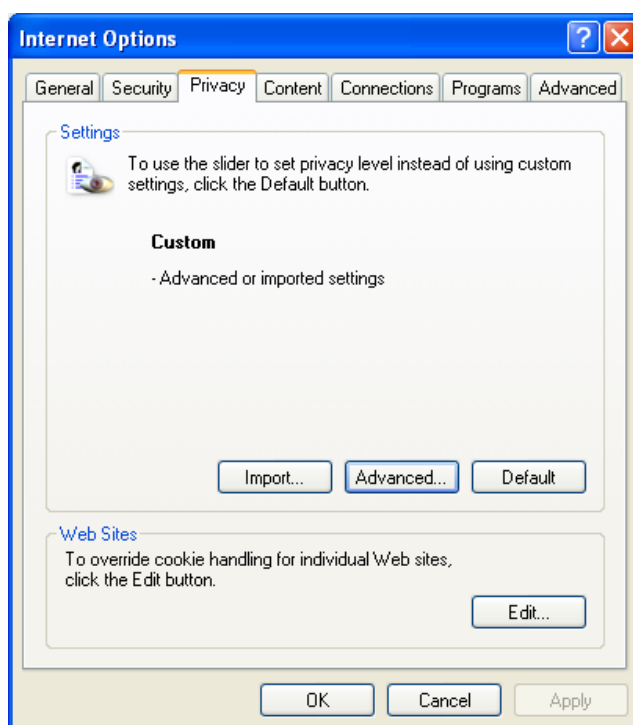 Internet Options
General Security Privacy Content Connections Programs Advanced
Settings
To use the slider to set privacy level instead of using custom
settings, click the Default button.
Custom
- Advanced or imported settings
Import... Advanced... Default
Web Sites
To override cookie handling for individual Web sites,
click the Edit button.
Edit...
OK Cancel Apply